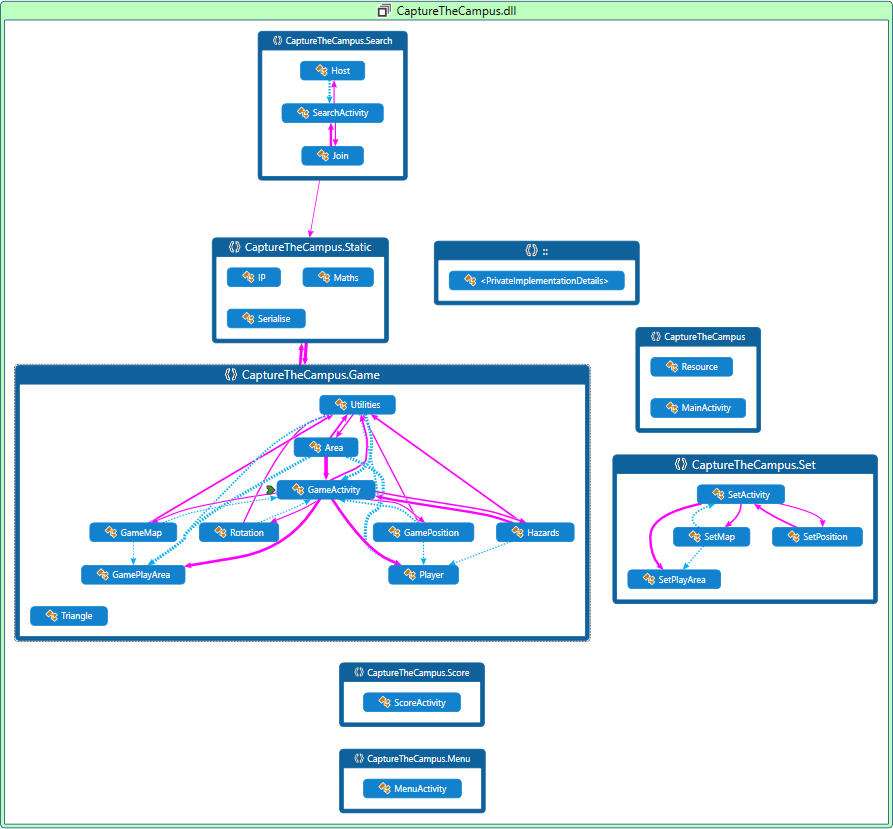 CaptureTheCampus.dll
CaptureTheCampus.Search
Host
SearchActivity
Join
CaptureTheCampus.Static
IP
Maths
Serialise
::
<PrivateImplementationDetails>
CaptureTheCampus
Resource
MainActivity
CaptureTheCampus.Game
Utilities
Area
GameActivity
GameMap
Rotation
GamePosition
Hazards
GamePlayArea
Player
Triangle
CaptureTheCampus.Set
SetActivity
SetMap
SetPosition
SetPlayArea
CaptureTheCampus.Score
ScoreActivity
CaptureTheCampus.Menu
MenuActivity